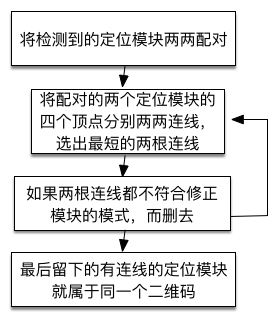 将检测到的定位模块两两配对
将配对的两个定位模块的
四个顶点分别两两连线，
选出最短的两根连线
如果两根连线都不符合修正
模块的模式，而删去
最后留下的有连线的定位模块
就属于同一个二维码